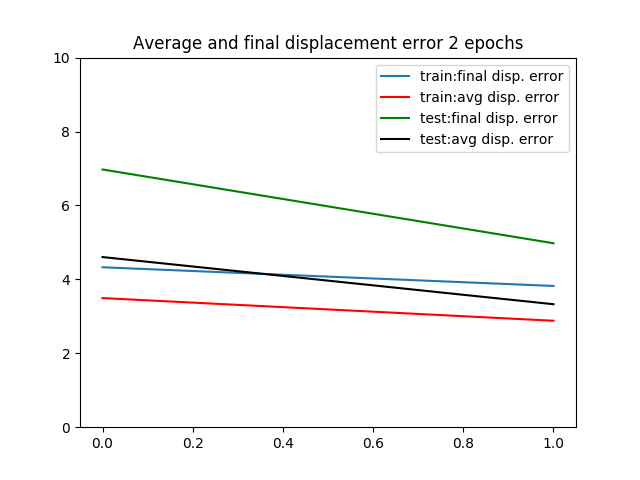 Average and final displacement error 2 epochs
train:final disp. error
train:avg disp. error
test:final disp. error
test:avg disp. error
10
8
6
4
2
0
0.0 0.2 0.4 0.6 0.8 1.0